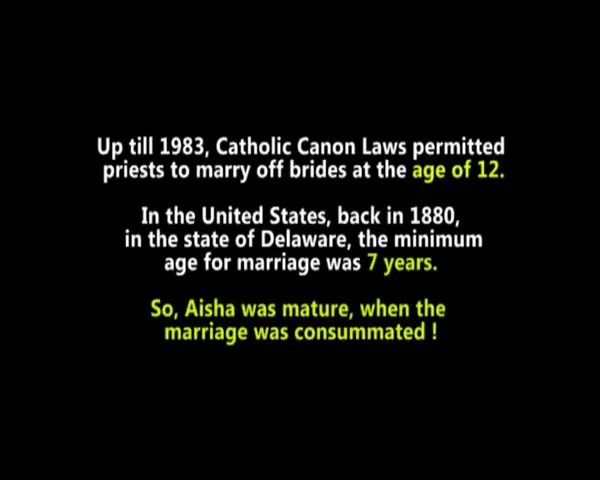 Up till 1983, Catholic Canon Laws permitted
priests to marry off brides at the age of 12.
In the United States, back in 1880,
in the state of Delaware, the minimum
age for marriage was 7 years.
So, Aisha was mature, when the
marriage was consummated !